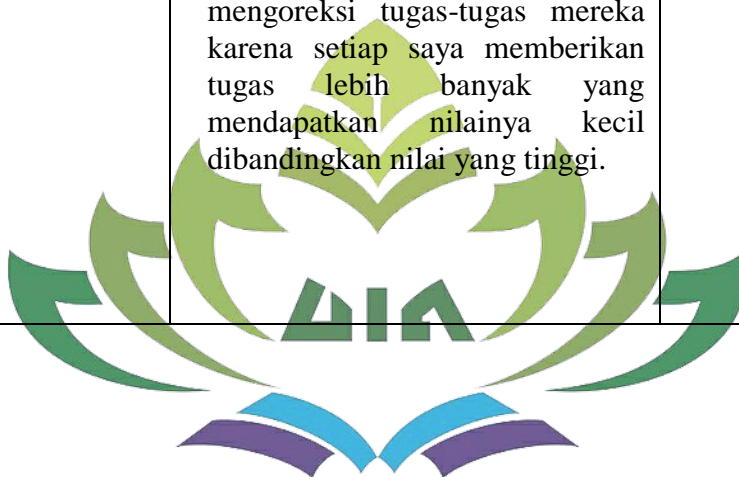 mengoreksi tugas-tugas mereka
karena setiap saya memberikan
tugas lebih banyak yang
mendapatkan nilainya kecil
dibandingkan nilai yang tinggi.
UIN